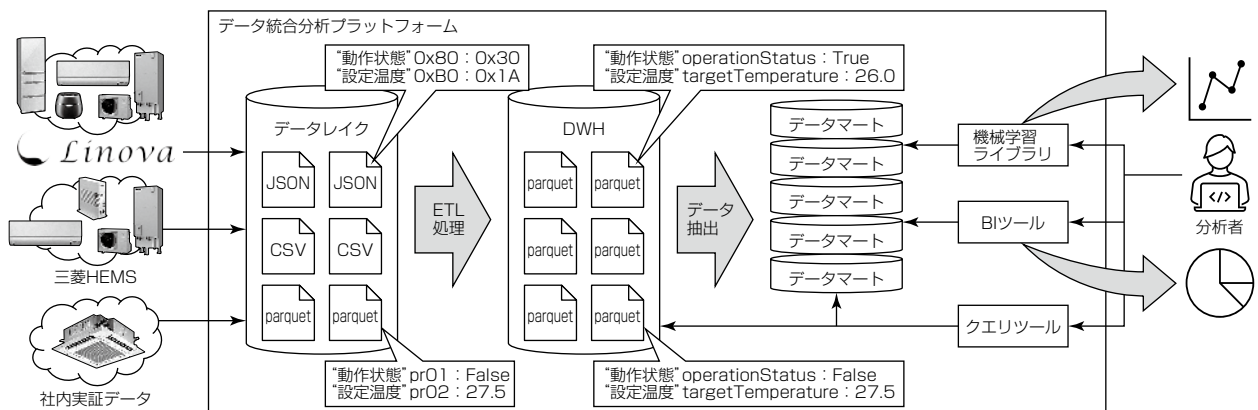 データ統合分析プラットフォーム
“動作状態”0x80：0x30
“設定温度”0xB0：0x1A
“動作状態”operationStatus：True
“設定温度”targetTemperature：26.0
Linova
三菱HEMS
社内実証データ
データレイク
JSON
JSON
CSV
CSV
parquet
parquet
“動作状態”pr01：False
“設定温度”pr02：27.5
ETL
処理
DWH
parquet
parquet
parquet
parquet
parquet
parquet
“動作状態”operationStatus：False
“設定温度”targetTemperature：27.5
データ
抽出
データマート
データマート
データマート
データマート
データマート
機械学習
ライブラリ
BIツール
クエリツール
</>
分析者